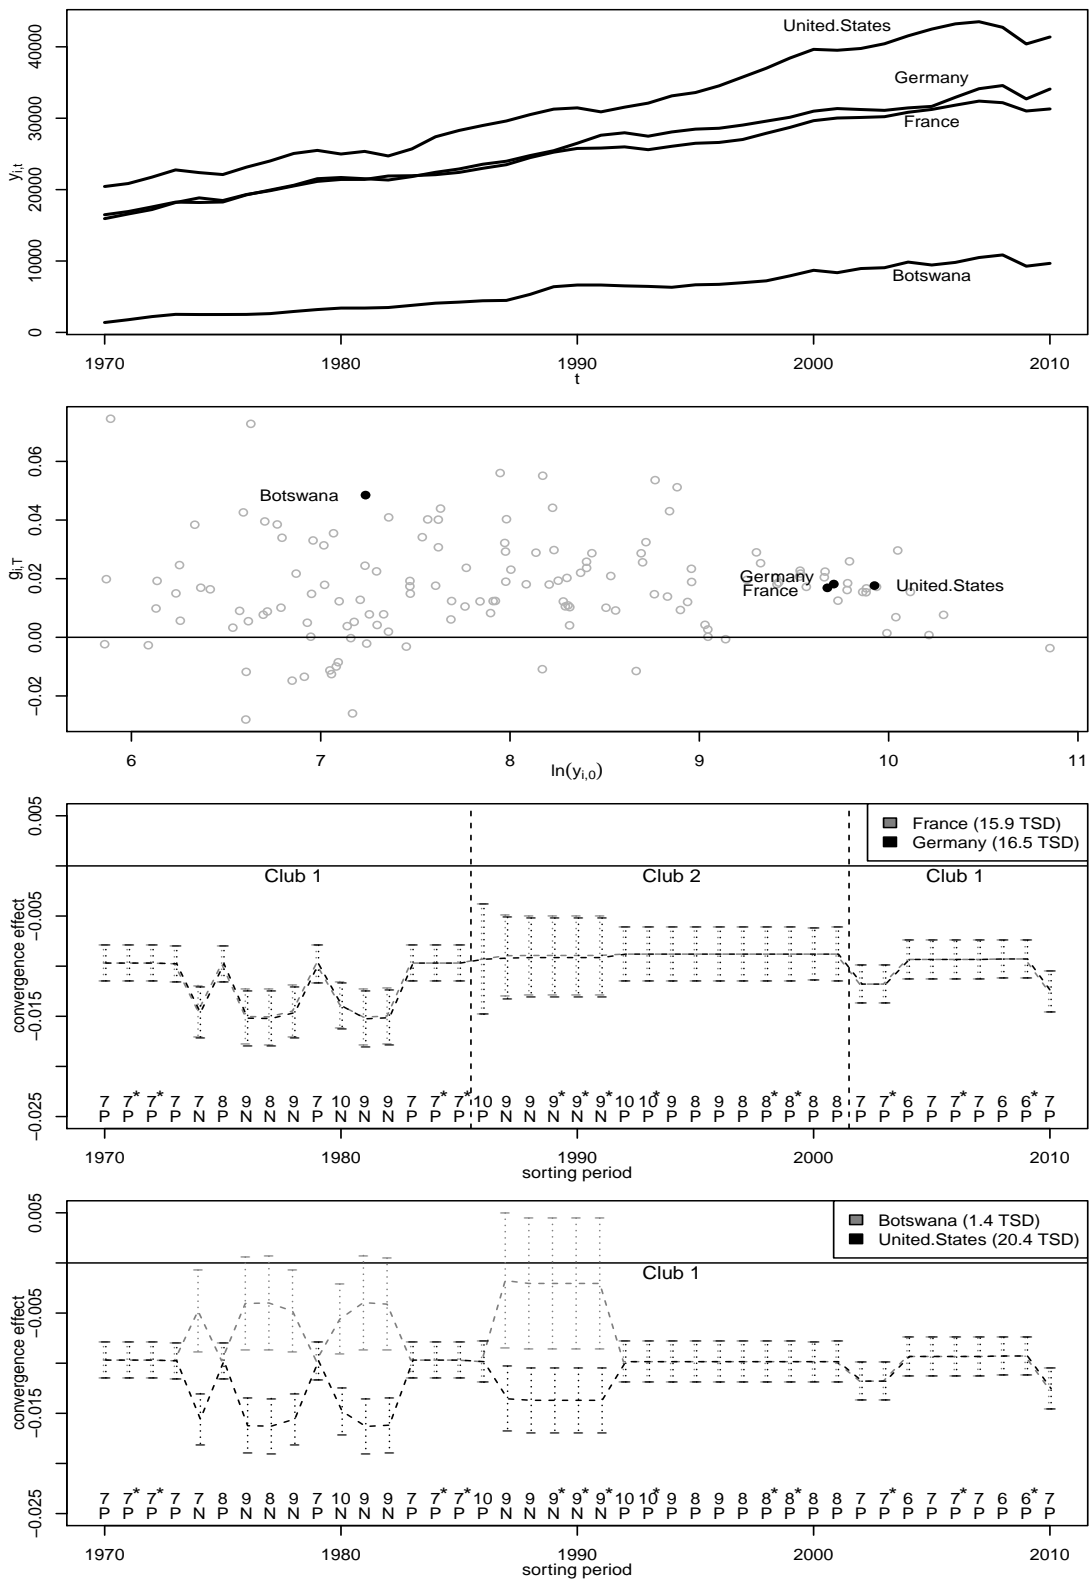 United.States
Germany
France
Botswana
y_{i,t}
0 10000 20000 30000 40000
1970 1980 1990 2000 2010
t
Botswana
Germany
France
United.States
g_{i,T}
−0.02 0.00 0.02 0.04 0.06
6 7 8 9 10 11
ln(y_{i,0})
France (15.9 TSD)
Germany (16.5 TSD)
Club 1 Club 2 Club 1
convergence effect
−0.025 −0.015 −0.005 0.005
7 7* 7* 7 7 8 9 8 9 7 10 9 9 7 7* 7* 10 9 9 9* 9* 9* 10 10* 9 9 9 8 8* 8* 8 8 7 7* 6 7 7* 7 6 6* 7
P P P P N P N N N P N N N P P P P N N N N N P P P P P P P P P P P P P P P P P P P
1970 1980 1990 2000 2010
sorting period
Botswana (1.4 TSD)
United.States (20.4 TSD)
Club 1
convergence effect
−0.025 −0.015 −0.005 0.005
7 7* 7* 7 7 8 9 8 9 7 10 9 9 7 7* 7* 10 9 9 9* 9* 9* 10 10* 9 9 9 8 8* 8* 8 8 7 7* 6 7 7* 7 6 6* 7
P P P P N P N N N P N N N P P P P N N N N N P P P P P P P P P P P P P P P P P P P
1970 1980 1990 2000 2010
sorting period